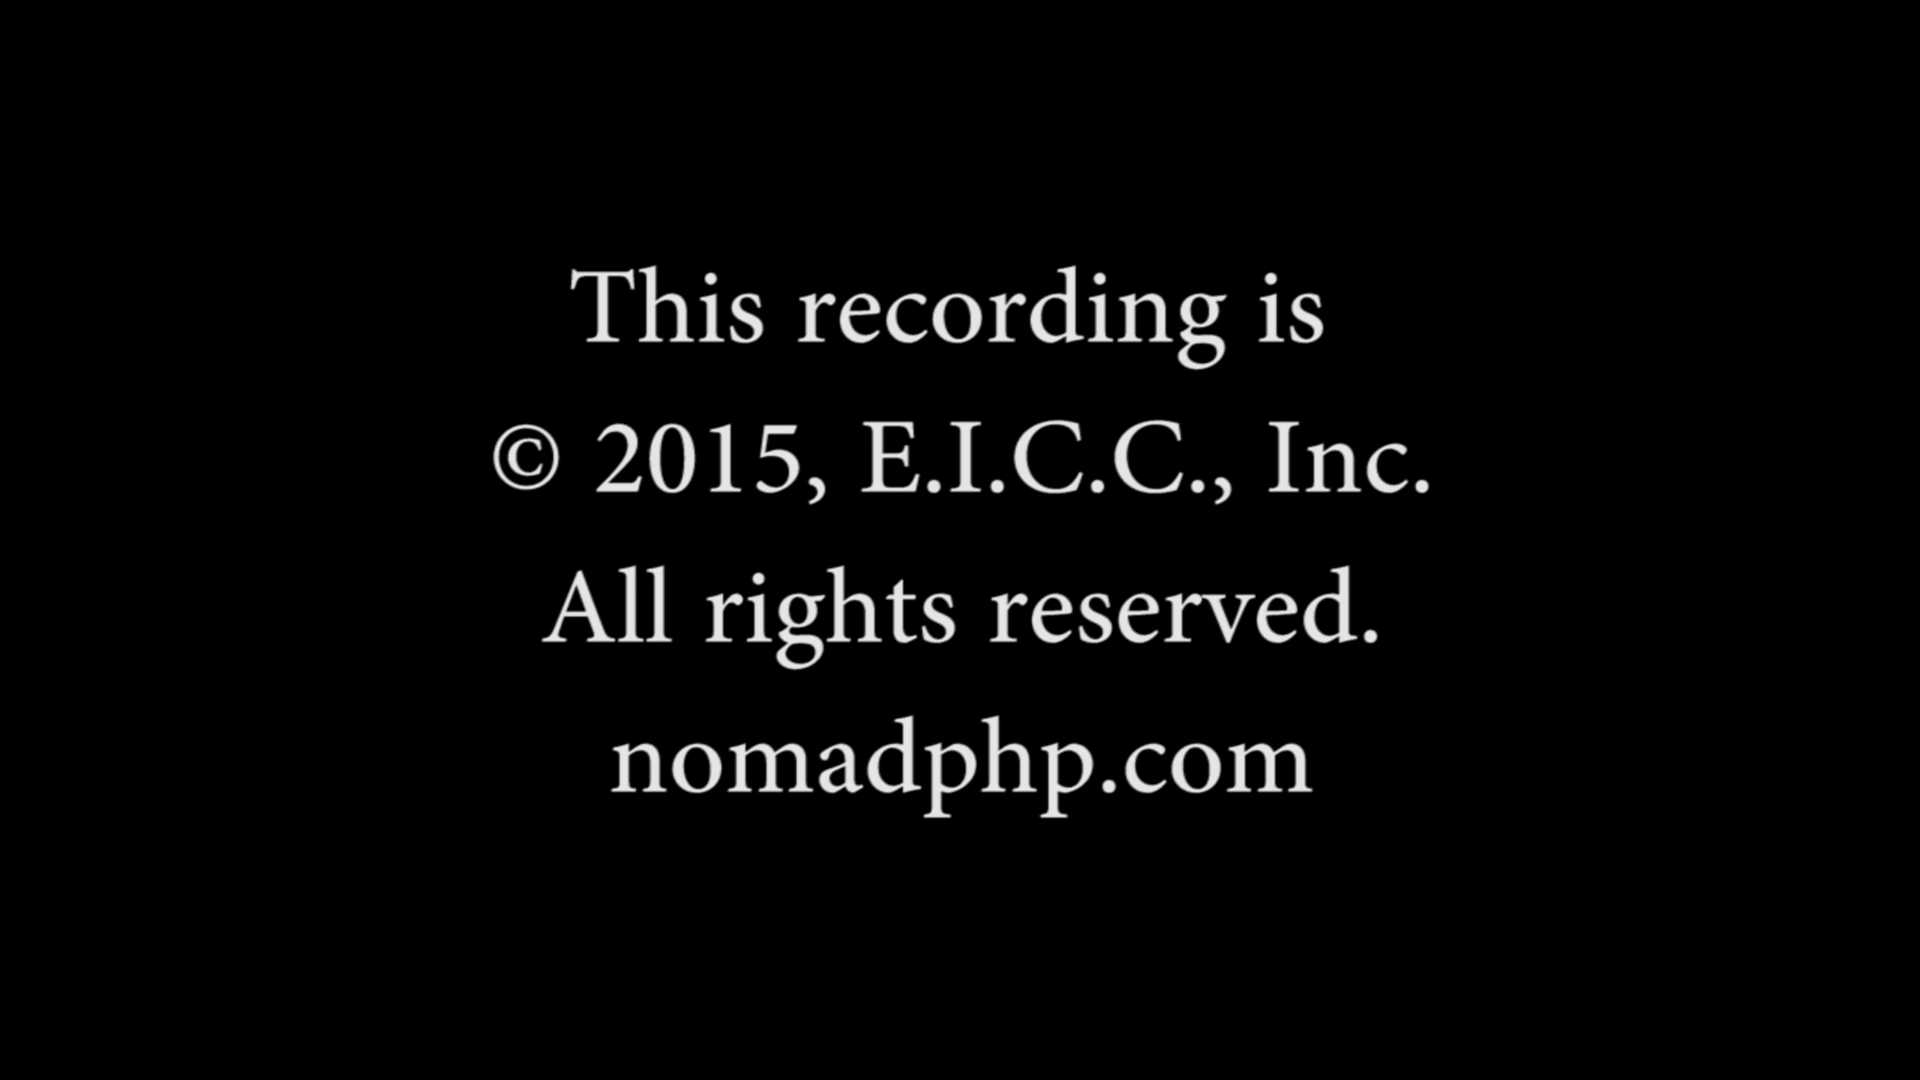 This recording is
© 2015, E.I.C.C., Inc.
All rights reserved.
nomadphp.com